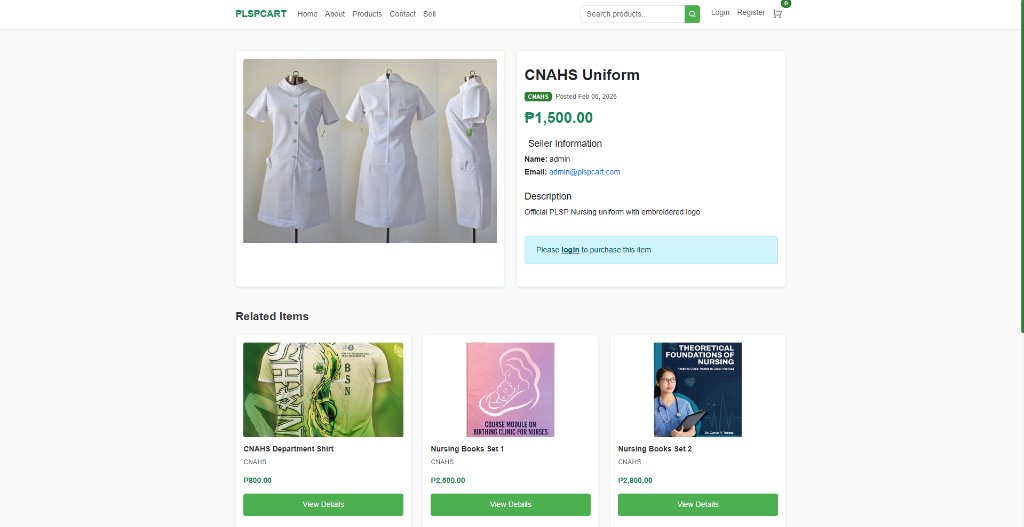 PLSPCART Home About Products Contact Sell Search products... Login Register 0
CNAHS Uniform
CNAHS Posted Feb 06, 2026
₱1,500.00
Seller Information
Name: admin
Email: admin@plspcart.com
Description
Official PLSP Nursing uniform with embroidered logo
Please login to purchase this item.
Related Items
CNAHS
BSN
COURSE MODULE ON
BIRTHING CLINIC FOR NURSES
THEORETICAL
FOUNDATIONS OF
NURSING
CNAHS Department Shirt
CNAHS
₱800.00
View Details
Nursing Books Set 1
CNAHS
₱2,500.00
View Details
Nursing Books Set 2
CNAHS
₱2,800.00
View Details